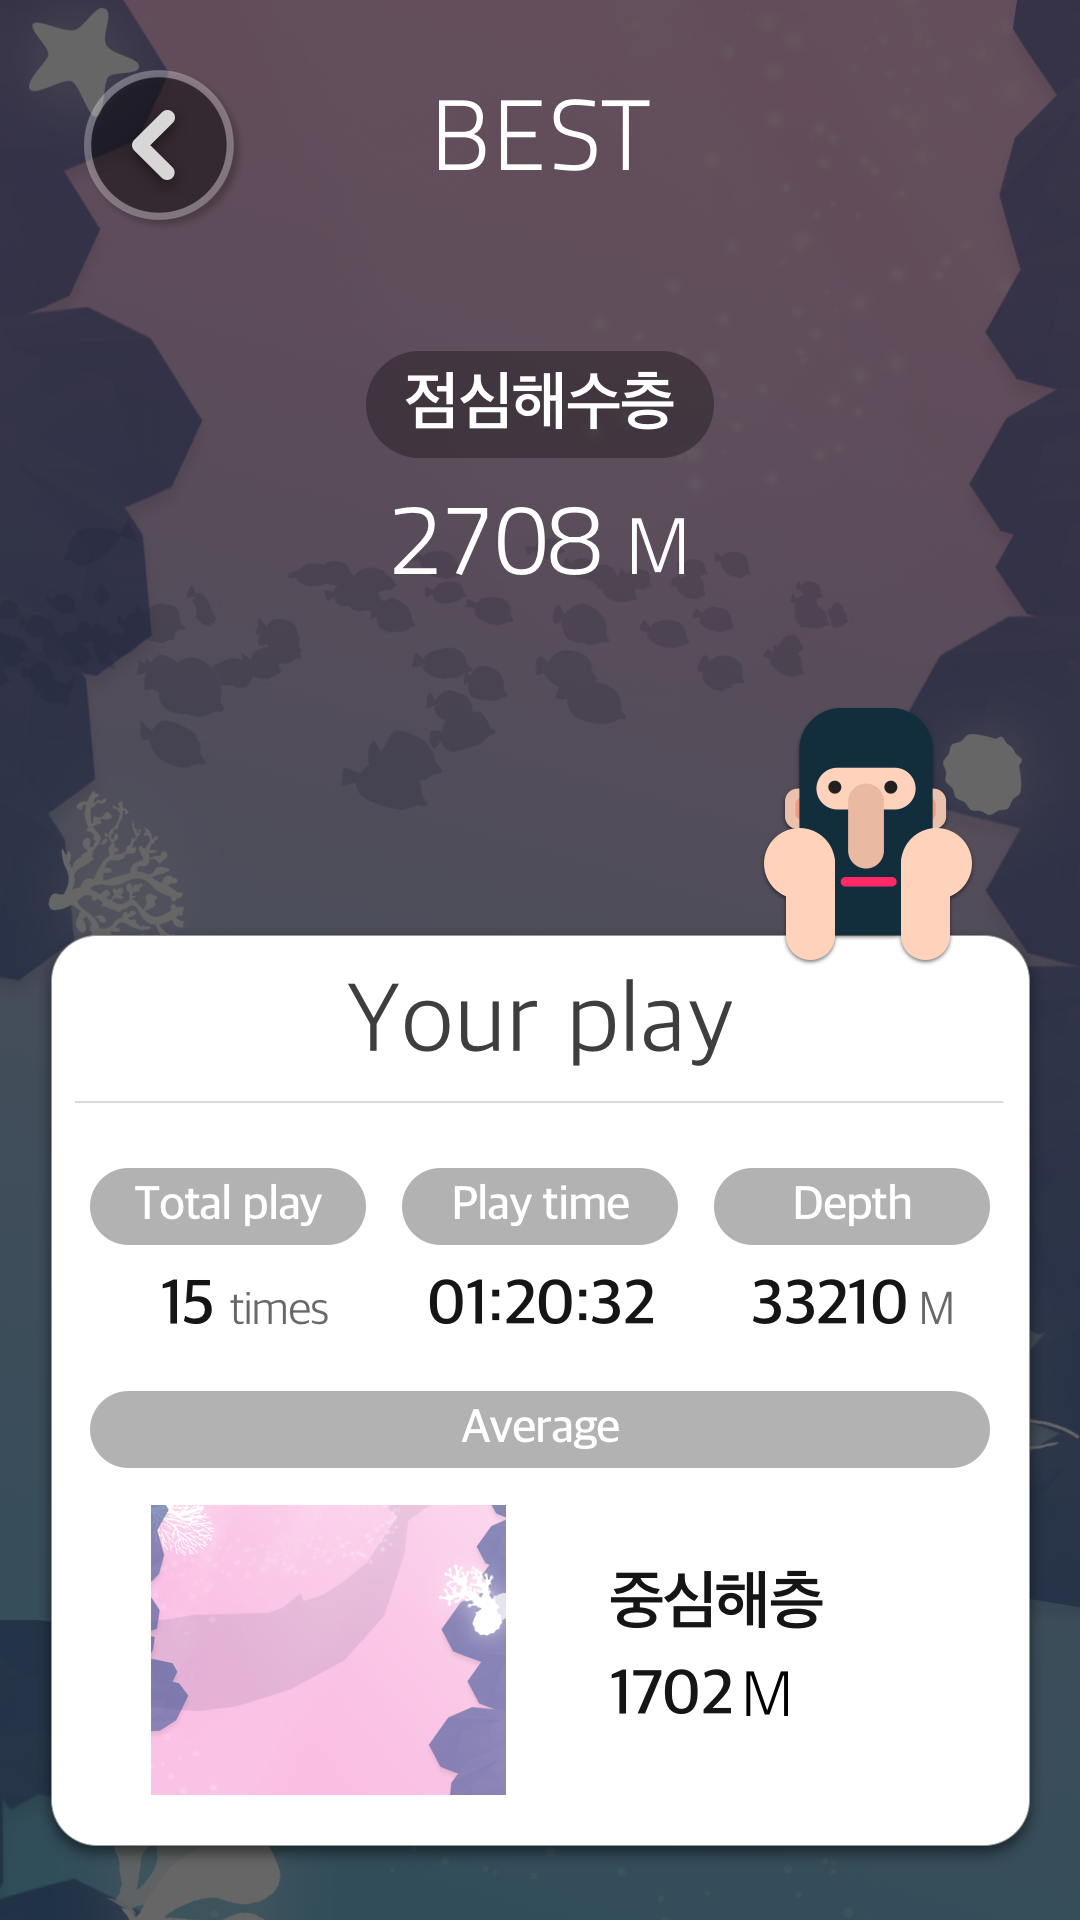 BEST
점심해수층
2708 M
Your play
Total play Play time Depth
15 times 01:20:32 33210 M
Average
중심해층
1702 M